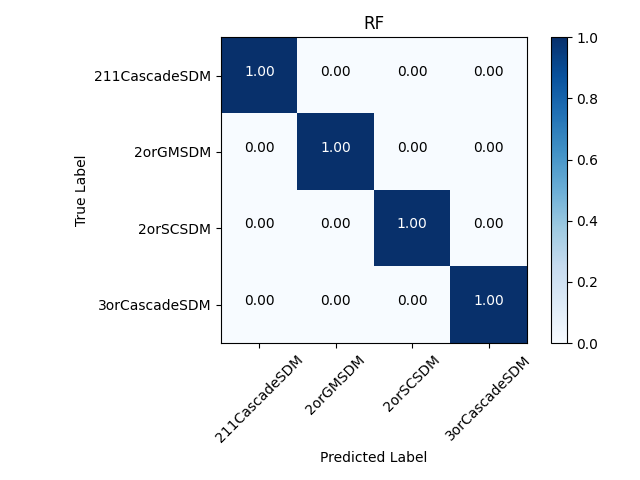 RF
211CascadeSDM 1.00 0.00 0.00 0.00
2orGMSDM 0.00 1.00 0.00 0.00
2orSCSDM 0.00 0.00 1.00 0.00
3orCascadeSDM 0.00 0.00 0.00 1.00
True Label
211CascadeSDM 2orGMSDM 2orSCSDM 3orCascadeSDM
Predicted Label
1.0
0.8
0.6
0.4
0.2
0.0